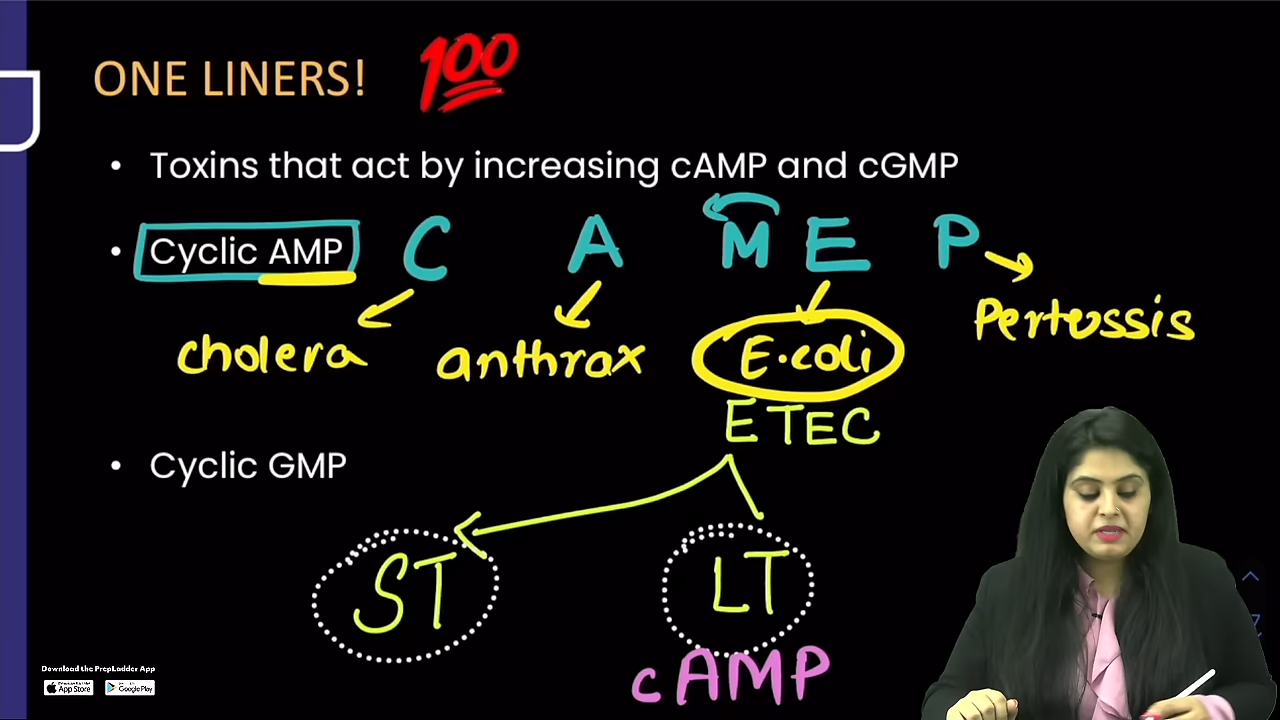 ONE LINERS! 100
• Toxins that act by increasing cAMP and cGMP
• Cyclic AMP C A M E P
cholera anthrax E.coli Pertussis
ETEC
• Cyclic GMP
ST LT
cAMP
Download the PrepLadder App
App Store Google Play